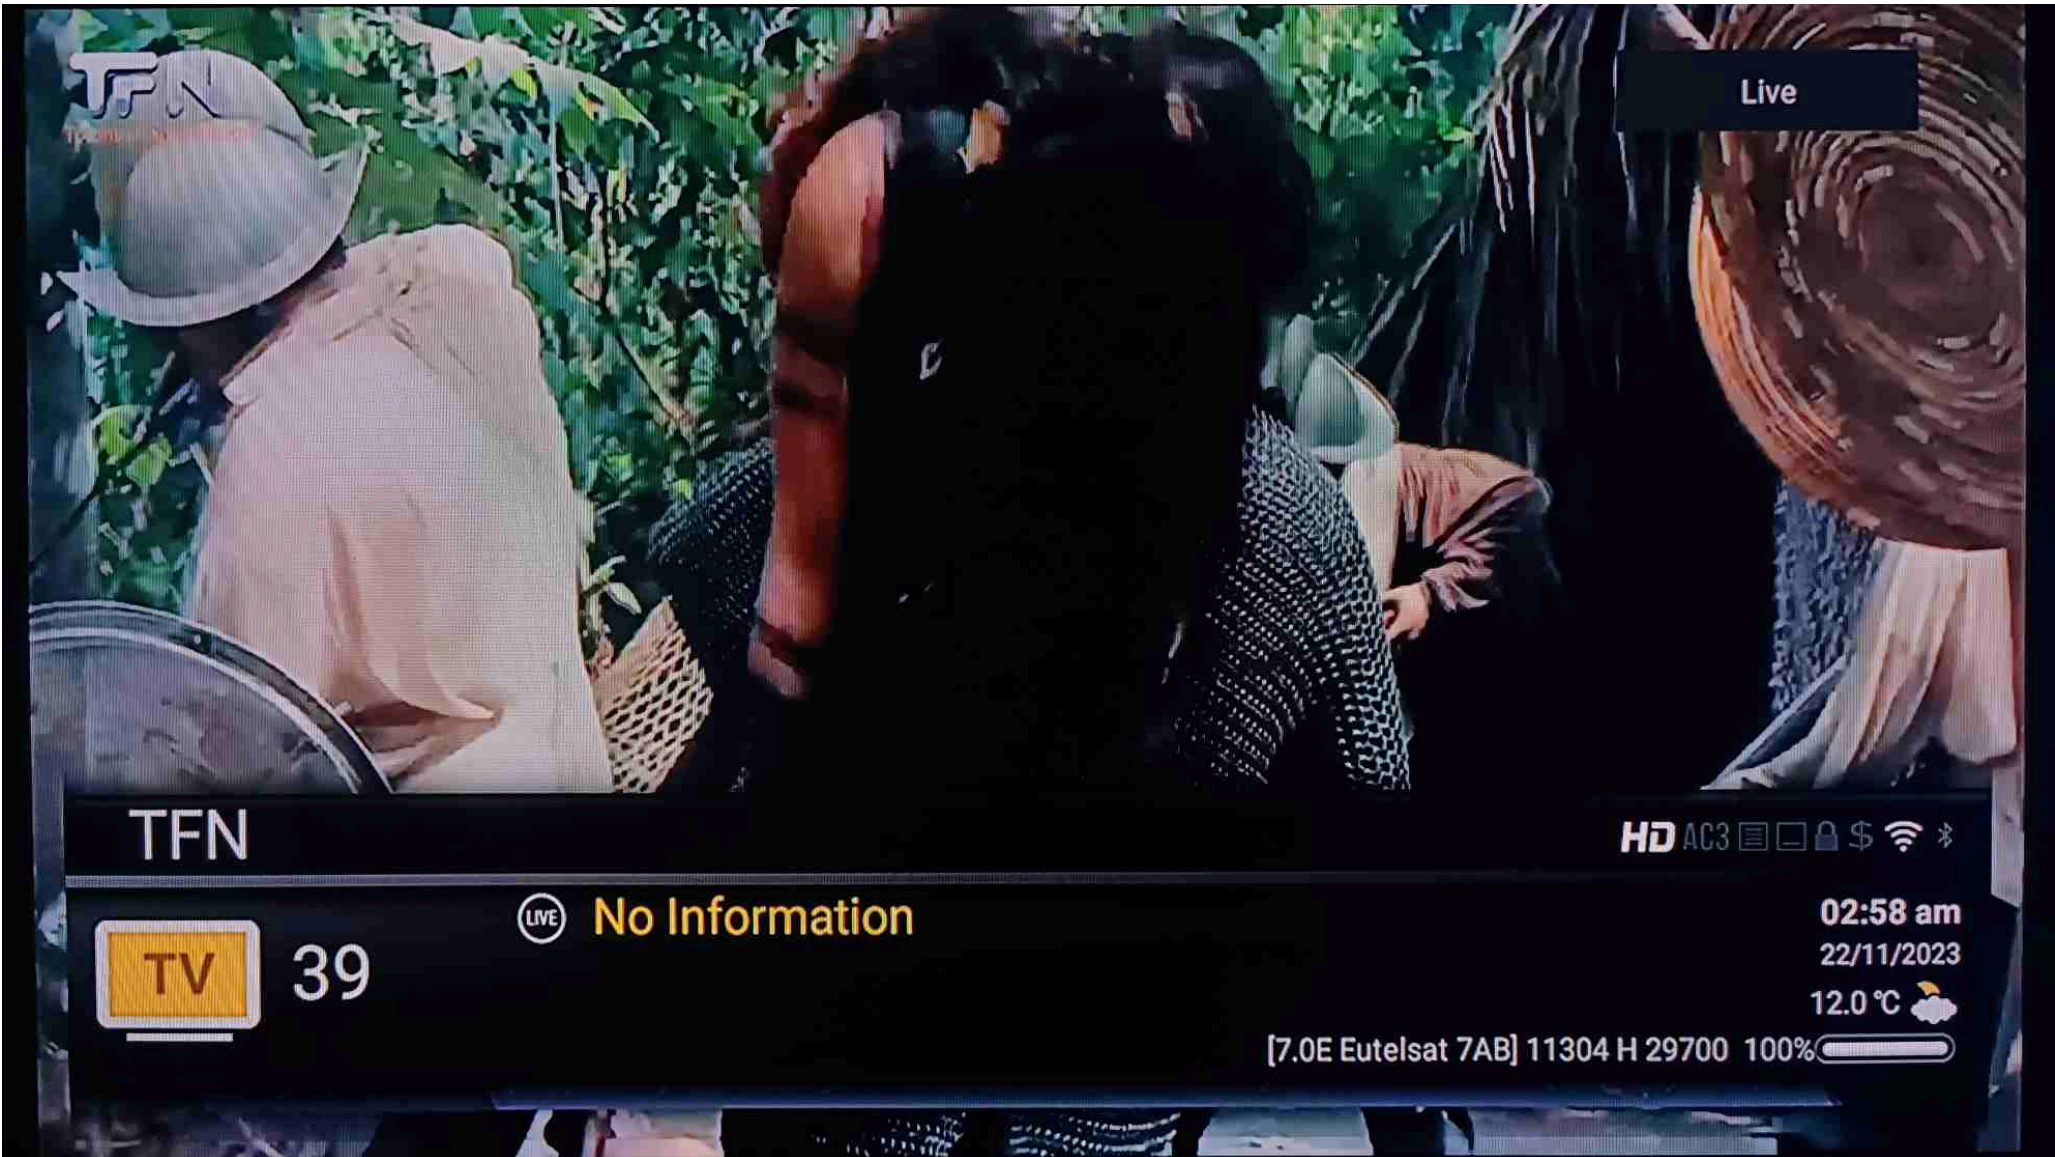 TFN
Live
TFN
HD AC3 $
LIVE No Information
TV 39
02:58 am
22/11/2023
12.0 °C
[7.0E Eutelsat 7AB] 11304 H 29700 100%